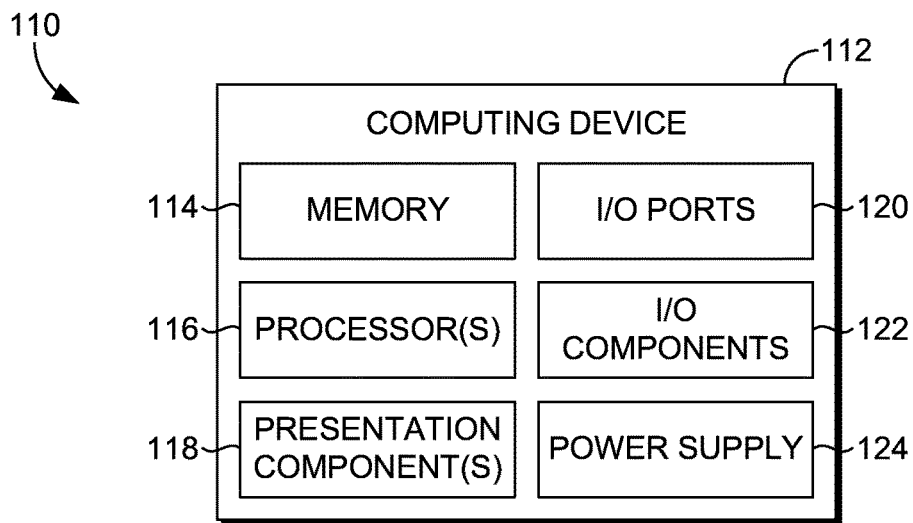 110
112
COMPUTING DEVICE
114
MEMORY
I/O PORTS
120
116
PROCESSOR(S)
I/O
COMPONENTS
122
118
PRESENTATION
COMPONENT(S)
POWER SUPPLY
124